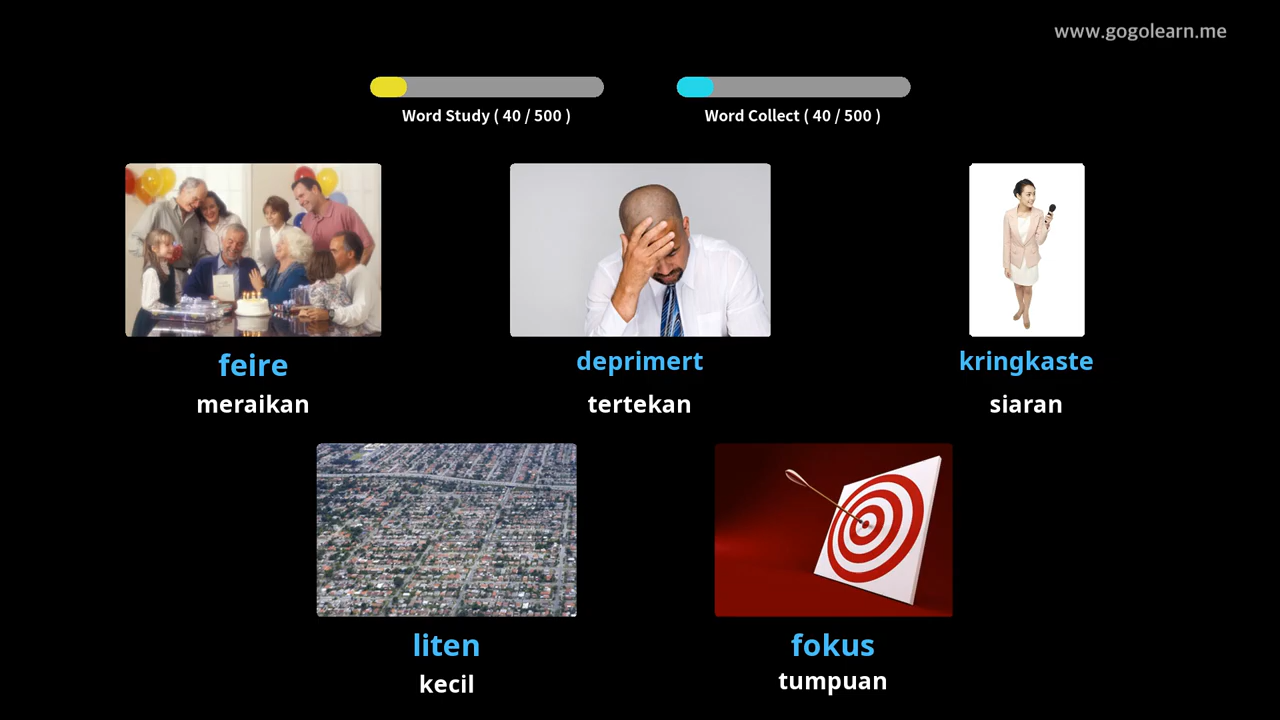 www.gogolearn.me
Word Study ( 40 / 500 )
Word Collect ( 40 / 500 )
feire
meraikan
deprimert
tertekan
kringkaste
siaran
liten
kecil
fokus
tumpuan